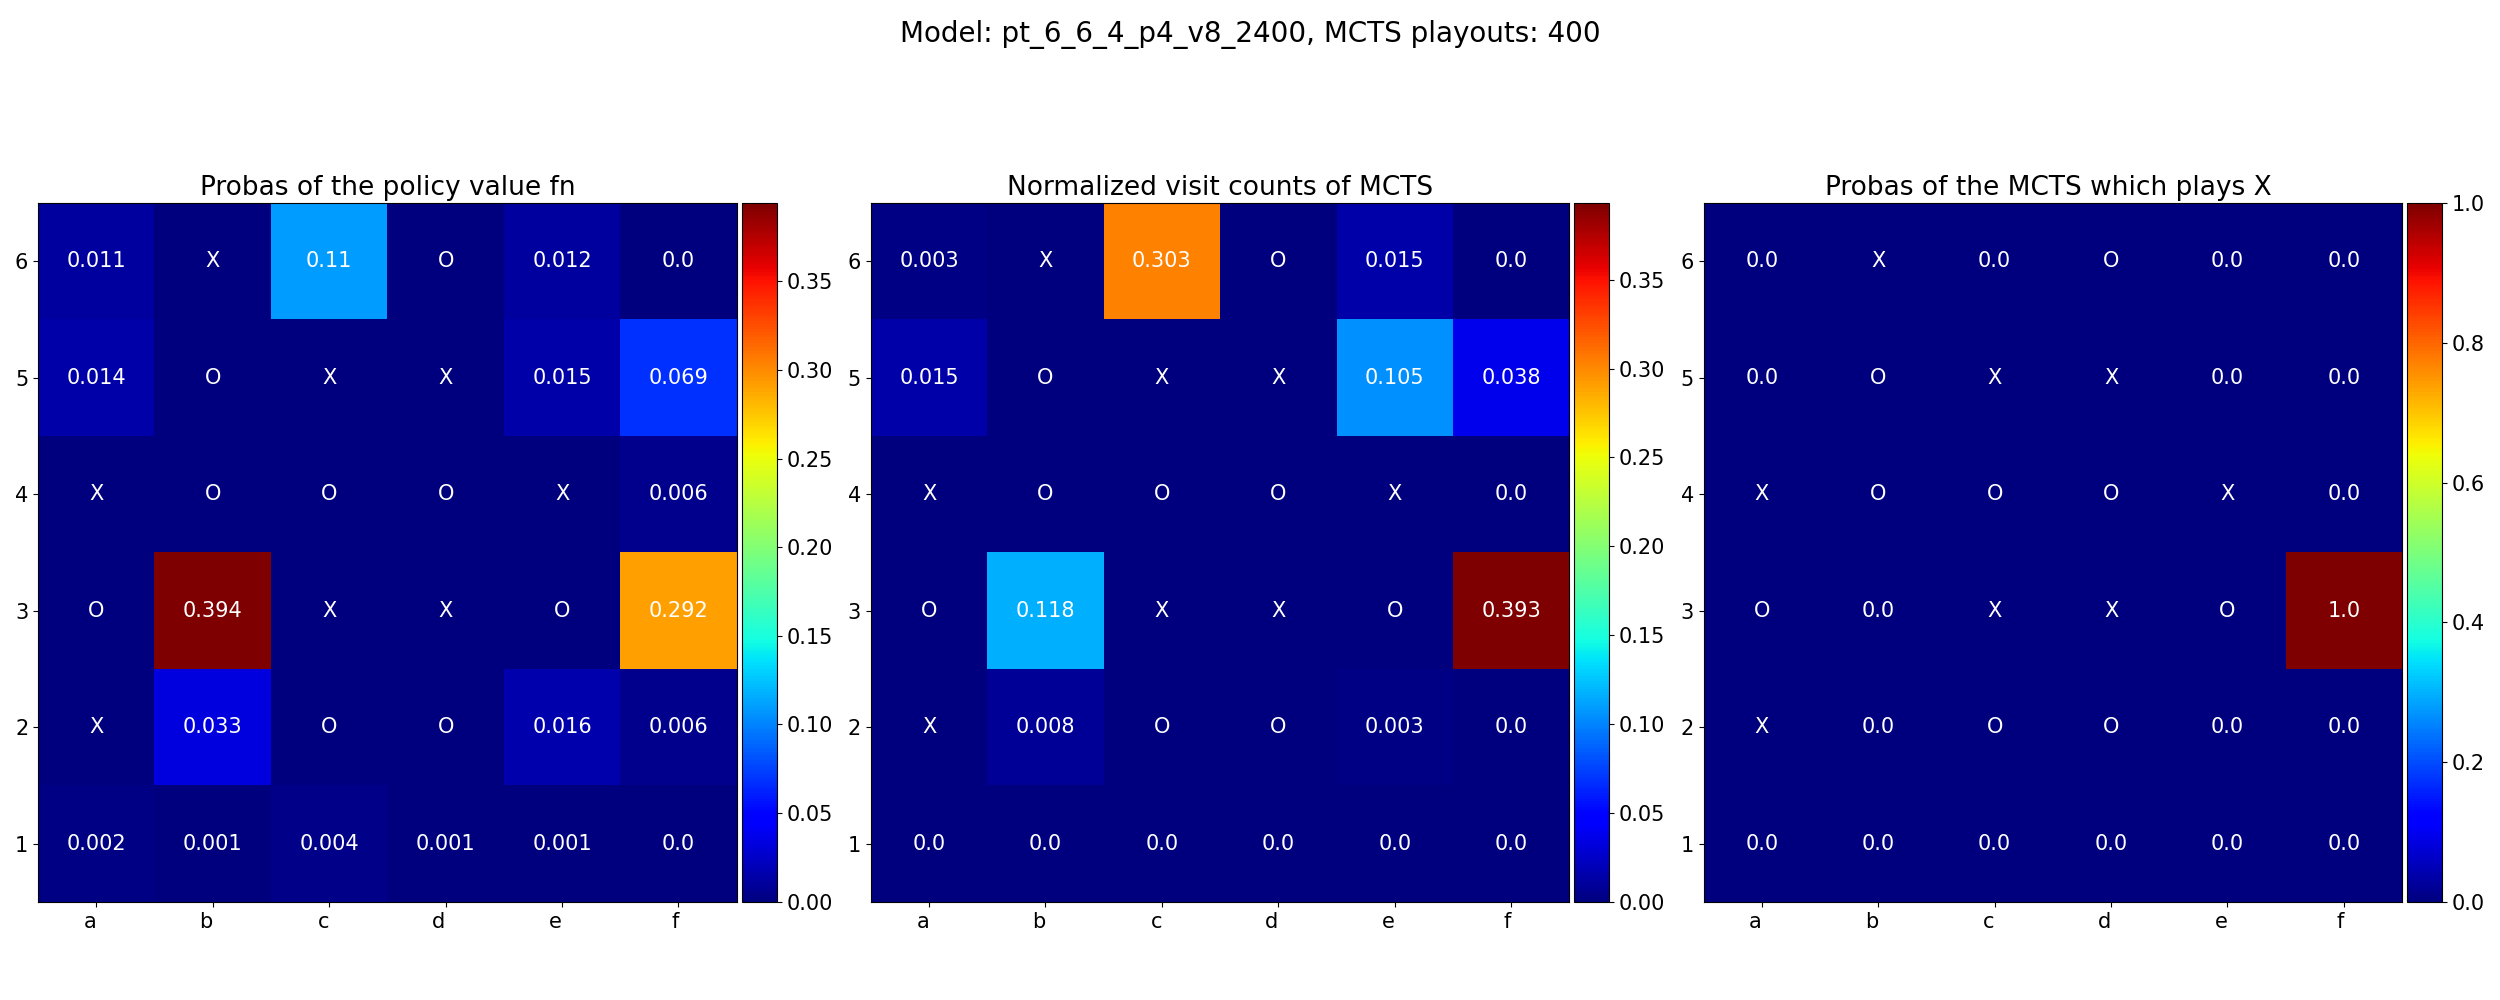 Model: pt_6_6_4_p4_v8_2400, MCTS playouts: 400
Probas of the policy value fn
6 0.011 X 0.11 O 0.012 0.0
5 0.014 O X X 0.015 0.069
4 X O O O X 0.006
3 O 0.394 X X O 0.292
2 X 0.033 O O 0.016 0.006
1 0.002 0.001 0.004 0.001 0.001 0.0
a b c d e f
0.35
0.30
0.25
0.20
0.15
0.10
0.05
0.00
Normalized visit counts of MCTS
6 0.003 X 0.303 O 0.015 0.0
5 0.015 O X X 0.105 0.038
4 X O O O X 0.0
3 O 0.118 X X O 0.393
2 X 0.008 O O 0.003 0.0
1 0.0 0.0 0.0 0.0 0.0 0.0
a b c d e f
0.35
0.30
0.25
0.20
0.15
0.10
0.05
0.00
Probas of the MCTS which plays X
6 0.0 X 0.0 O 0.0 0.0
5 0.0 O X X 0.0 0.0
4 X O O O X 0.0
3 O 0.0 X X O 1.0
2 X 0.0 O O 0.0 0.0
1 0.0 0.0 0.0 0.0 0.0 0.0
a b c d e f
1.0
0.8
0.6
0.4
0.2
0.0